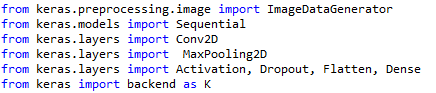 from keras.preprocessing.image import ImageDataGenerator
from keras.models import Sequential
from keras.layers import Conv2D
from keras.layers import  MaxPooling2D
from keras.layers import Activation, Dropout, Flatten, Dense
from keras import backend as K